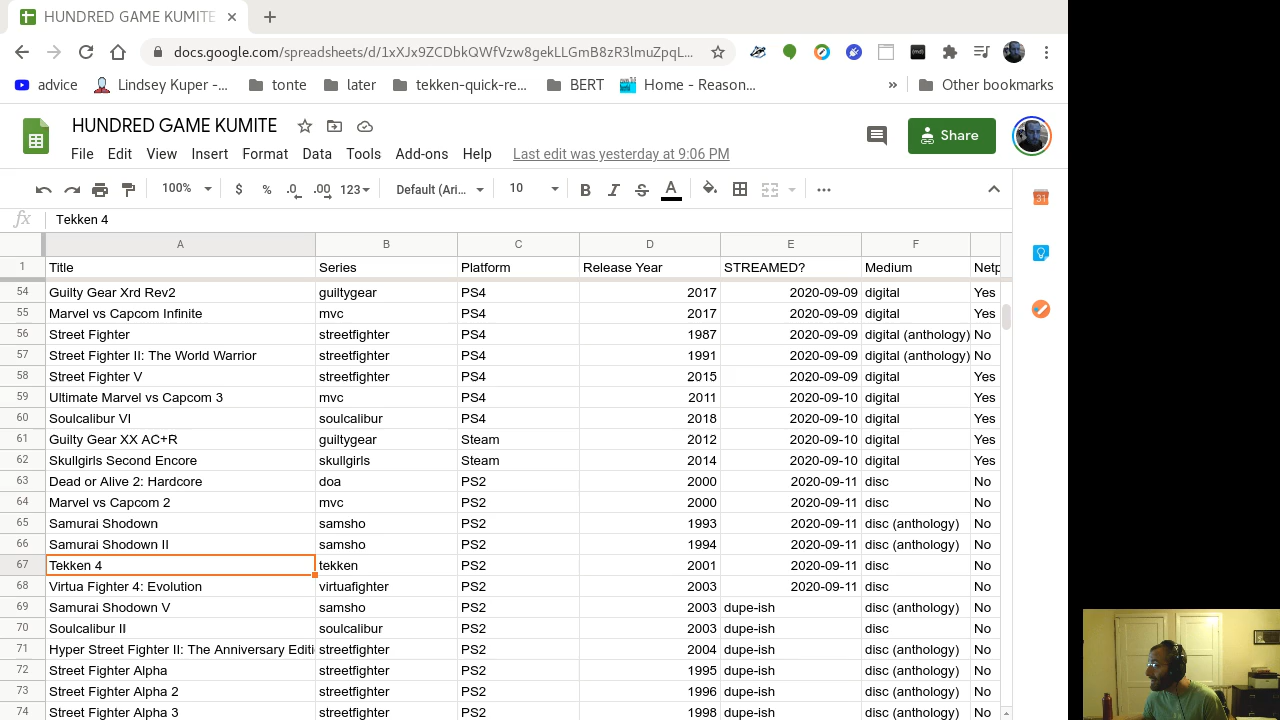 HUNDRED GAME KUMITE
docs.google.com/spreadsheets/d/1xXJx9ZCDbkQWfVzw8gekLLGmB8zR3lmuZpqL...
advice Lindsey Kuper -... tonte later tekken-quick-re... BERT Home - Reason... » Other bookmarks
HUNDRED GAME KUMITE
Share
File Edit View Insert Format Data Tools Add-ons Help Last edit was yesterday at 9:06 PM
100% $ % .0 .00 123 Default (Ari... 10 B I S A
31
fx Tekken 4
A B C D E F
1 Title Series Platform Release Year STREAMED? Medium Netp
54 Guilty Gear Xrd Rev2 guiltygear PS4 2017 2020-09-09 digital Yes
55 Marvel vs Capcom Infinite mvc PS4 2017 2020-09-09 digital Yes
56 Street Fighter streetfighter PS4 1987 2020-09-09 digital (anthology) No
57 Street Fighter II: The World Warrior streetfighter PS4 1991 2020-09-09 digital (anthology) No
58 Street Fighter V streetfighter PS4 2015 2020-09-09 digital Yes
59 Ultimate Marvel vs Capcom 3 mvc PS4 2011 2020-09-10 digital Yes
60 Soulcalibur VI soulcalibur PS4 2018 2020-09-10 digital Yes
61 Guilty Gear XX AC+R guiltygear Steam 2012 2020-09-10 digital Yes
62 Skullgirls Second Encore skullgirls Steam 2014 2020-09-10 digital Yes
63 Dead or Alive 2: Hardcore doa PS2 2000 2020-09-11 disc No
64 Marvel vs Capcom 2 mvc PS2 2000 2020-09-11 disc No
65 Samurai Shodown samsho PS2 1993 2020-09-11 disc (anthology) No
66 Samurai Shodown II samsho PS2 1994 2020-09-11 disc (anthology) No
67 Tekken 4 tekken PS2 2001 2020-09-11 disc No
68 Virtua Fighter 4: Evolution virtuafighter PS2 2003 2020-09-11 disc No
69 Samurai Shodown V samsho PS2 2003 dupe-ish disc (anthology) No
70 Soulcalibur II soulcalibur PS2 2003 dupe-ish disc No
71 Hyper Street Fighter II: The Anniversary Editi streetfighter PS2 2004 dupe-ish disc (anthology) No
72 Street Fighter Alpha streetfighter PS2 1995 dupe-ish disc (anthology) No
73 Street Fighter Alpha 2 streetfighter PS2 1996 dupe-ish disc (anthology) No
74 Street Fighter Alpha 3 streetfighter PS2 1998 dupe-ish disc (anthology) No